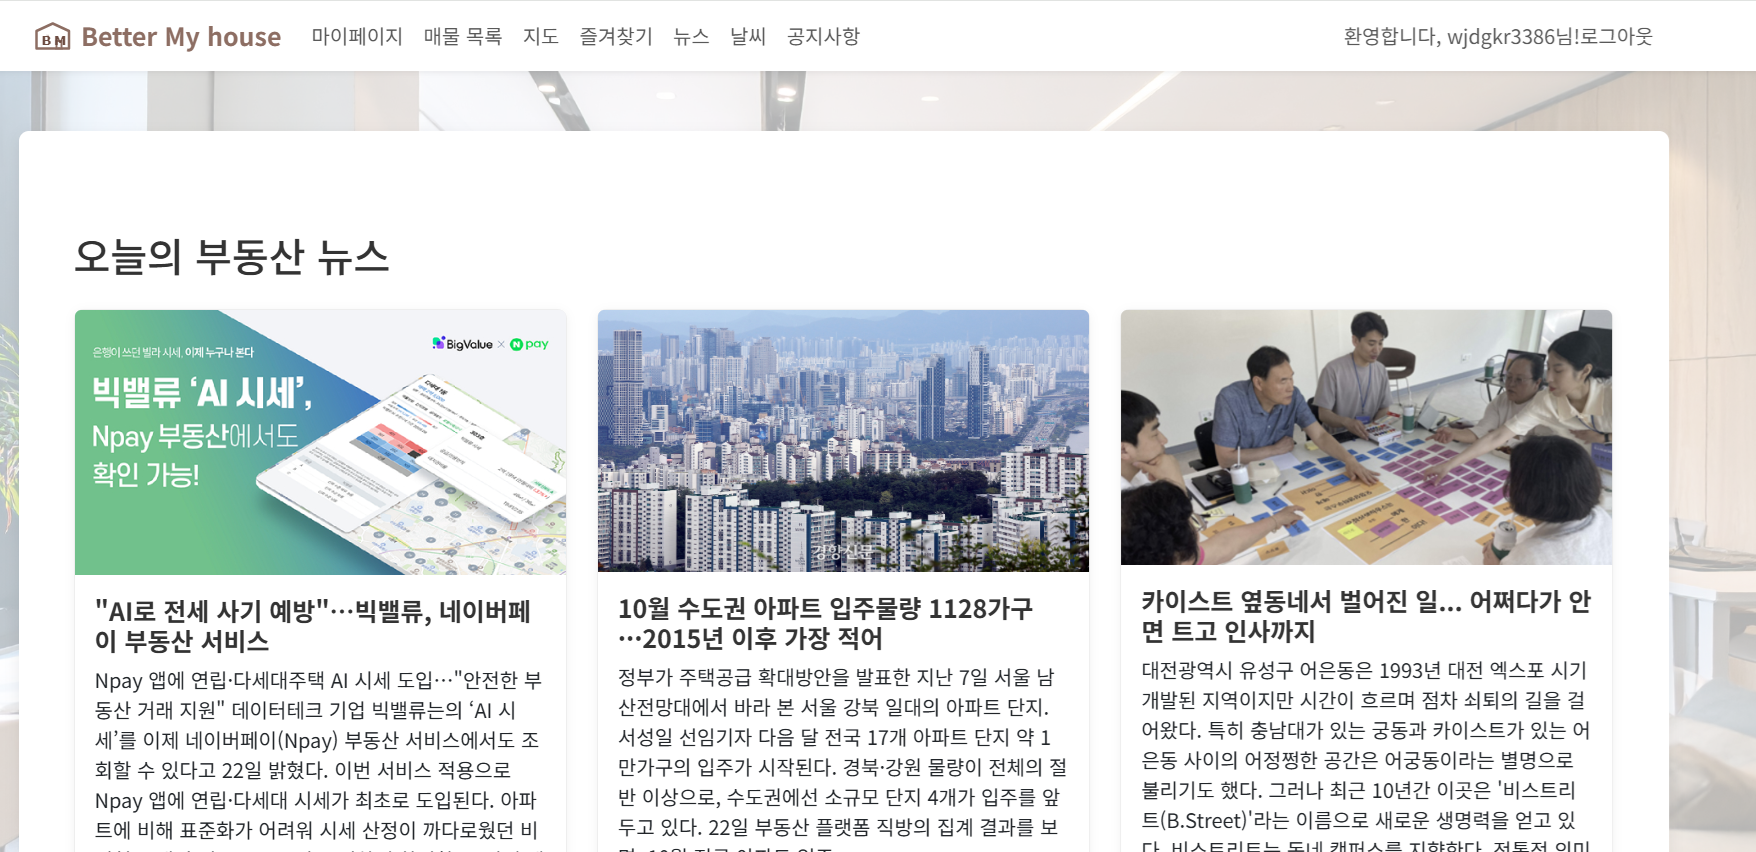 BM Better My house 마이페이지 매물 목록 지도 즐겨찾기 뉴스 날씨 공지사항 환영합니다, wjdgkr3386님!로그아웃
오늘의 부동산 뉴스
은행이 쓰던 빌라 시세, 이제 누구나 본다
BigValue × N pay
빅밸류 ‘AI 시세’,
Npay 부동산에서도
확인 가능!
경향신문
"AI로 전세 사기 예방"…빅밸류, 네이버페
이 부동산 서비스
Npay 앱에 연립·다세대주택 AI 시세 도입…"안전한 부
동산 거래 지원" 데이터테크 기업 빅밸류는의 ‘AI 시
세’를 이제 네이버페이(Npay) 부동산 서비스에서도 조
회할 수 있다고 22일 밝혔다. 이번 서비스 적용으로
Npay 앱에 연립·다세대 시세가 최초로 도입된다. 아파
트에 비해 표준화가 어려워 시세 산정이 까다로웠던 비
10월 수도권 아파트 입주물량 1128가구
…2015년 이후 가장 적어
정부가 주택공급 확대방안을 발표한 지난 7일 서울 남
산전망대에서 바라 본 서울 강북 일대의 아파트 단지.
서성일 선임기자 다음 달 전국 17개 아파트 단지 약 1
만가구의 입주가 시작된다. 경북·강원 물량이 전체의 절
반 이상으로, 수도권에선 소규모 단지 4개가 입주를 앞
두고 있다. 22일 부동산 플랫폼 직방의 집계 결과를 보
카이스트 옆동네서 벌어진 일... 어쩌다가 안
면 트고 인사까지
대전광역시 유성구 어은동은 1993년 대전 엑스포 시기
개발된 지역이지만 시간이 흐르며 점차 쇠퇴의 길을 걸
어왔다. 특히 충남대가 있는 궁동과 카이스트가 있는 어
은동 사이의 어정쩡한 공간은 어궁동이라는 별명으로
불리기도 했다. 그러나 최근 10년간 이곳은 '비스트리
트(B.Street)'라는 이름으로 새로운 생명력을 얻고 있
다. 비스트리트는 동네 캠퍼스를 지향한다. 전통적 의미